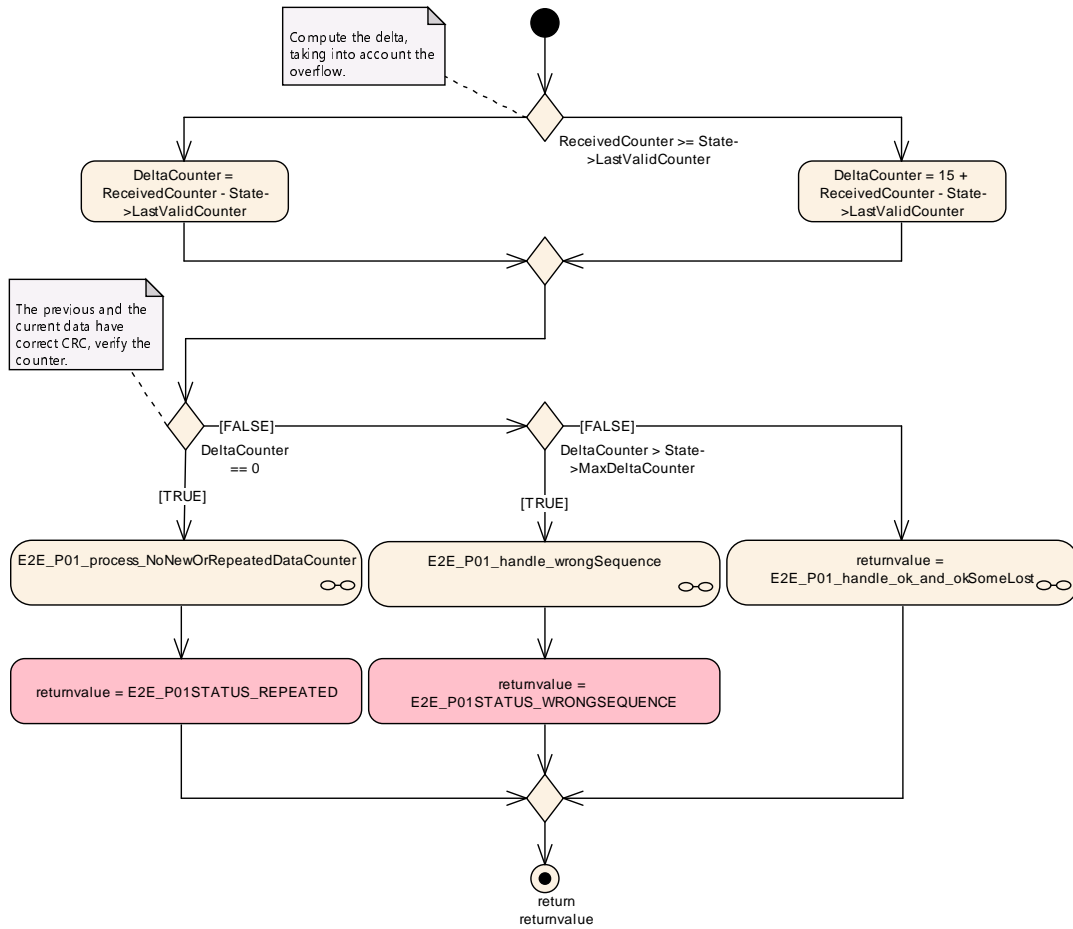 Compute the delta,
taking into account the
overflow.
ReceivedCounter >= State-
>LastValidCounter
DeltaCounter =
ReceivedCounter - State-
>LastValidCounter
DeltaCounter = 15 +
ReceivedCounter - State-
>LastValidCounter
The previous and the
current data have
correct CRC, verify the
counter.
[FALSE]
DeltaCounter
== 0
[FALSE]
DeltaCounter > State-
>MaxDeltaCounter
[TRUE]
[TRUE]
E2E_P01_process_NoNewOrRepeatedDataCounter
E2E_P01_handle_wrongSequence
returnvalue =
E2E_P01_handle_ok_and_okSomeLost
returnvalue = E2E_P01STATUS_REPEATED
returnvalue =
E2E_P01STATUS_WRONGSEQUENCE
return
returnvalue